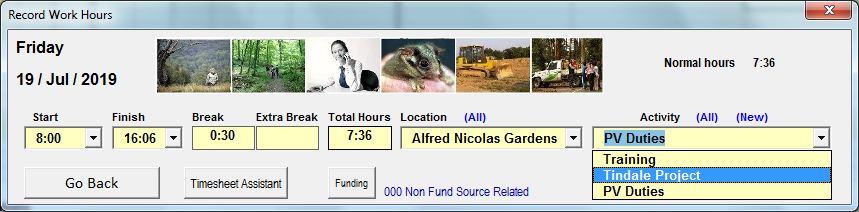 Record Work Hours
Friday
19 / Jul / 2019
Normal hours 7:36
Start Finish Break Extra Break Total Hours Location (All) Activity (All) (New)
8:00 16:06 0:30 7:36 Alfred Nicolas Gardens PV Duties
Training
Tindale Project
PV Duties
Go Back Timesheet Assistant Funding 000 Non Fund Source Related